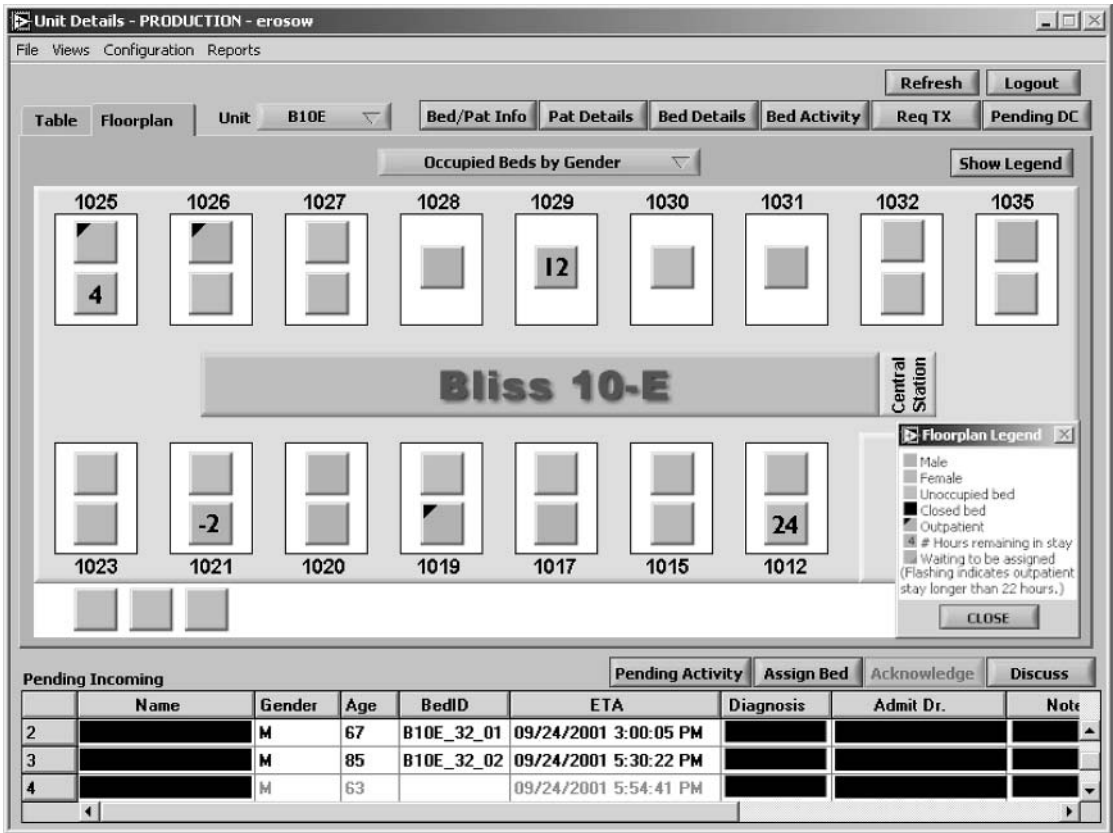 Unit Details - PRODUCTION - erosow
File Views Configuration Reports
Refresh Logout
Table Floorplan Unit B10E Bed/Pat Info Pat Details Bed Details Bed Activity Req TX Pending DC
Occupied Beds by Gender Show Legend
1025 1026 1027 1028 1029 1030 1031 1032 1035
12
4
Bliss 10-E
Central Station
Floorplan Legend
Male
Female
Unoccupied bed
Closed bed
Outpatient
4 # Hours remaining in stay
Waiting to be assigned
(Flashing indicates outpatient
stay longer than 22 hours.)
CLOSE
-2 24
1023 1021 1020 1019 1017 1015 1012
Pending Incoming Pending Activity Assign Bed Acknowledge Discuss
Name Gender Age BedID ETA Diagnosis Admit Dr. Note
2 M 67 B10E_32_01 09/24/2001 3:00:05 PM
3 M 85 B10E_32_02 09/24/2001 5:30:22 PM
4 M 63 09/24/2001 5:54:41 PM